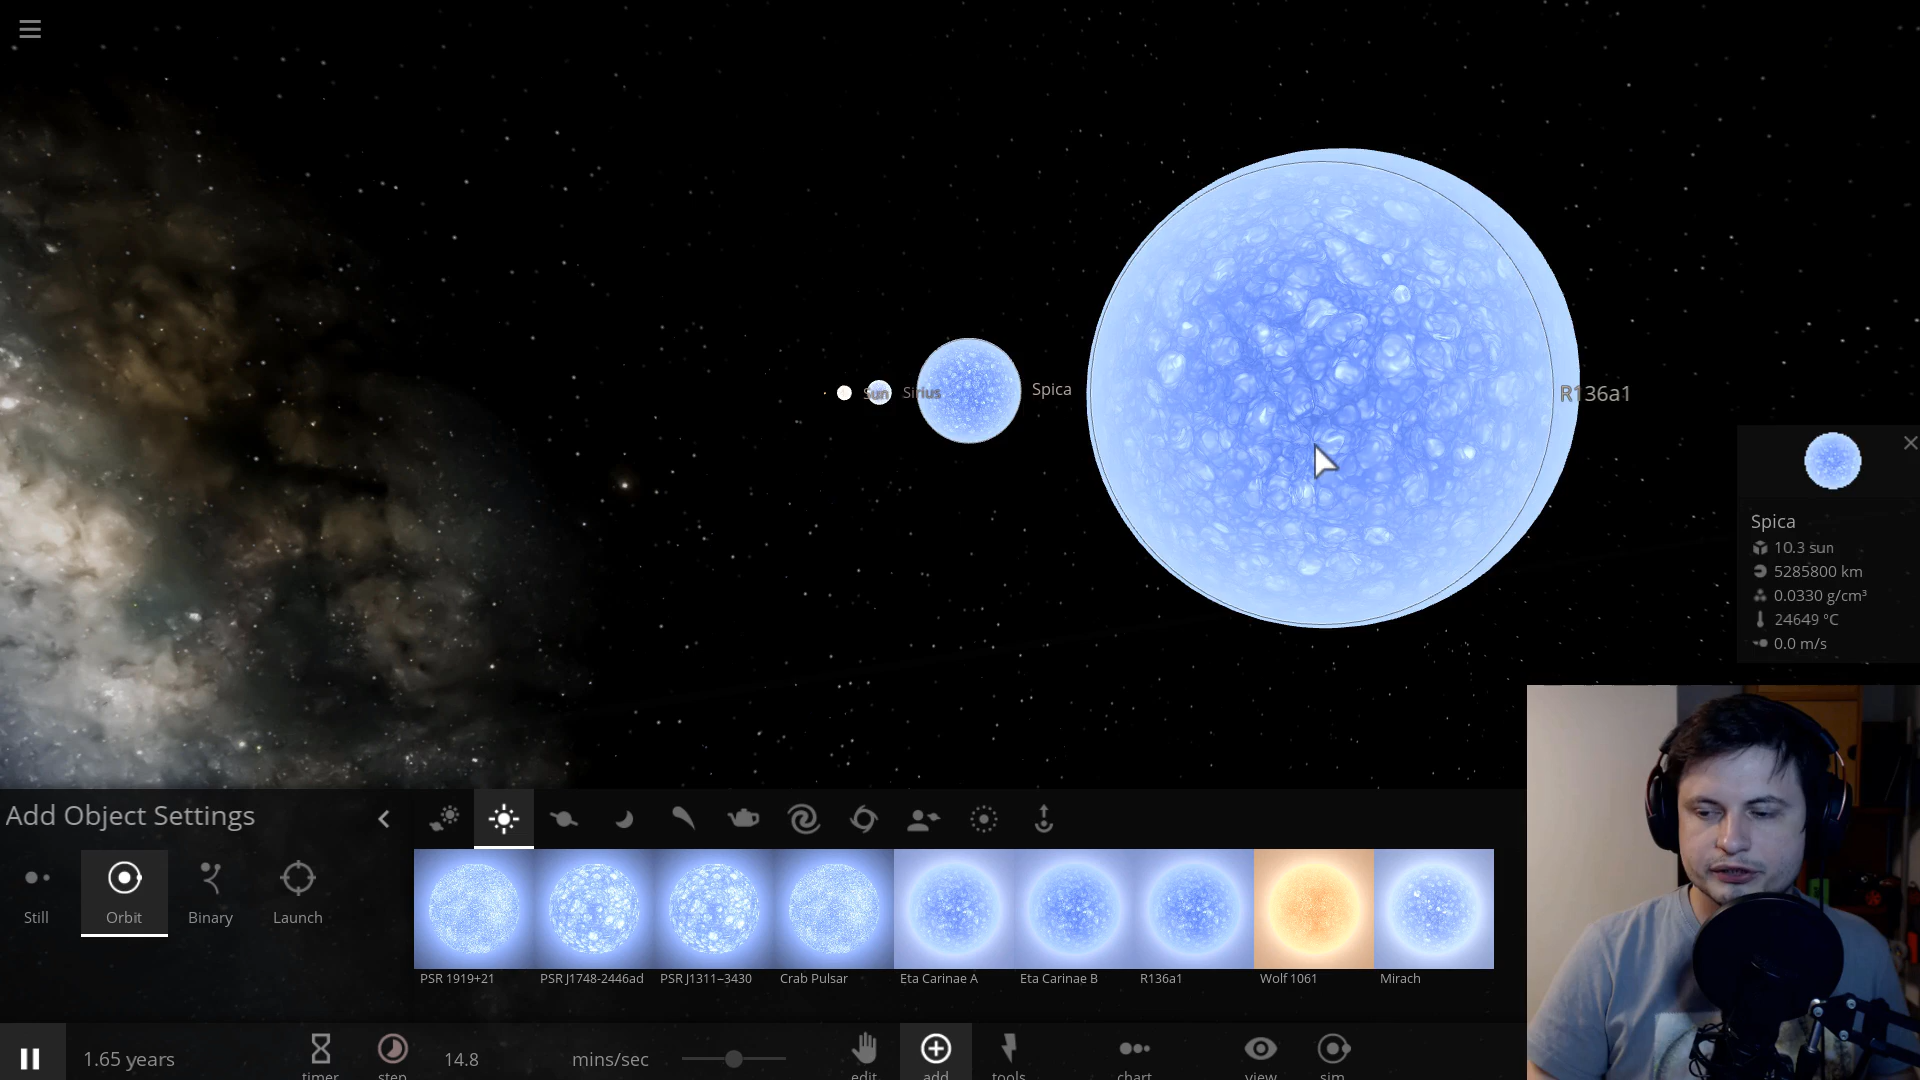 Sun
Sirius
Spica
R136a1
Spica
10.3 sun
5285800 km
0.0330 g/cm³
24649 °C
0.0 m/s
Add Object Settings
Still
Orbit
Binary
Launch
PSR 1919+21
PSR J1748-2446ad
PSR J1311–3430
Crab Pulsar
Eta Carinae A
Eta Carinae B
R136a1
Wolf 1061
Mirach
1.65 years
timer
step
14.8
mins/sec
edit
add
tools
chart
view
sim